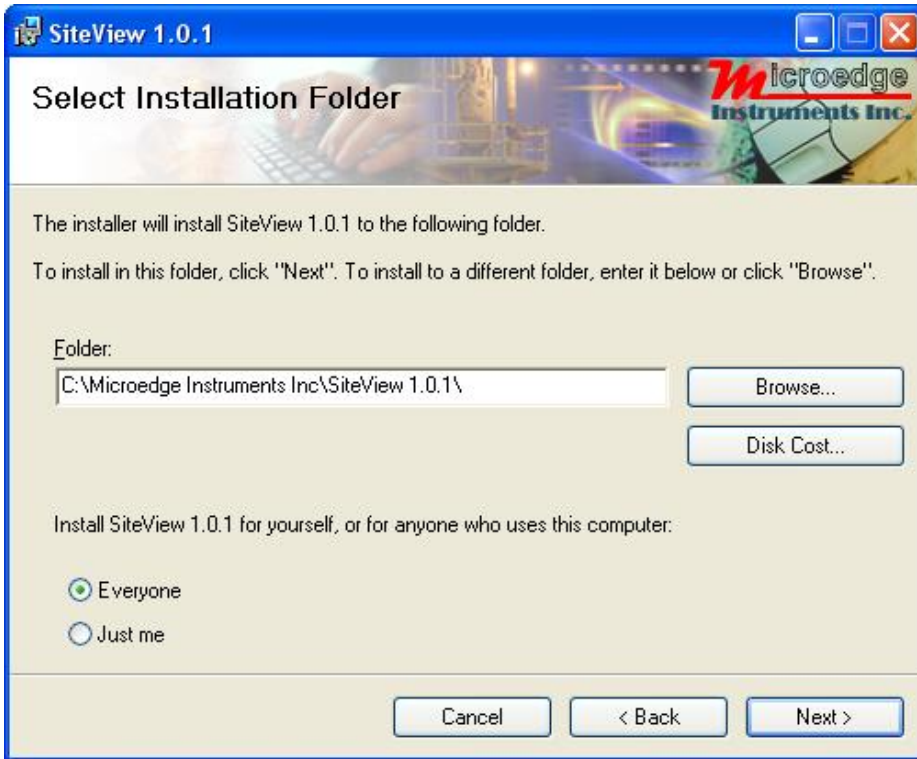 SiteView 1.0.1
Select Installation Folder
Microedge
Instruments Inc.
The installer will install SiteView 1.0.1 to the following folder.
To install in this folder, click "Next". To install to a different folder, enter it below or click "Browse".
Folder:
C:\Microedge Instruments Inc\SiteView 1.0.1\
Browse...
Disk Cost...
Install SiteView 1.0.1 for yourself, or for anyone who uses this computer:
Everyone
Just me
Cancel
< Back
Next >